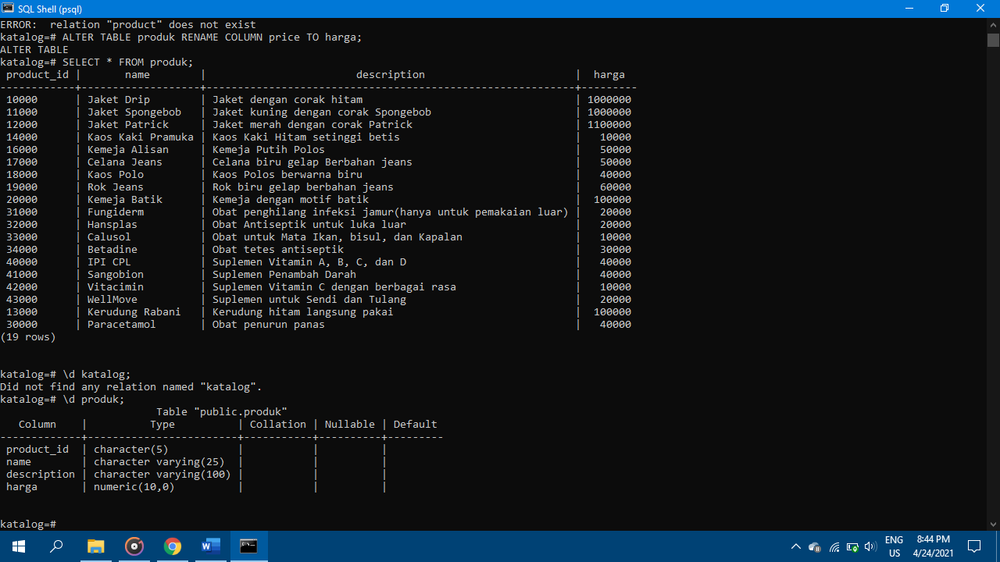 SQL Shell (psql)
ERROR:  relation "product" does not exist
katalog=# ALTER TABLE produk RENAME COLUMN price TO harga;
ALTER TABLE
katalog=# SELECT * FROM produk;
 product_id |       name        |                        description                        |  harga
------------+-------------------+-----------------------------------------------------------+---------
 10000      | Jaket Drip        | Jaket dengan corak hitam                                  | 1000000
 11000      | Jaket Spongebob   | Jaket kuning dengan corak Spongebob                       | 1000000
 12000      | Jaket Patrick     | Jaket merah dengan corak Patrick                          | 1100000
 14000      | Kaos Kaki Pramuka | Kaos Kaki Hitam setinggi betis                            |   10000
 16000      | Kemeja Alisan     | Kemeja Putih Polos                                        |   50000
 17000      | Celana Jeans      | Celana biru gelap Berbahan jeans                          |   50000
 18000      | Kaos Polo         | Kaos Polos berwarna biru                                  |   40000
 19000      | Rok Jeans         | Rok biru gelap berbahan jeans                             |   60000
 20000      | Kemeja Batik      | Kemeja dengan motif batik                                 |  100000
 31000      | Fungiderm         | Obat penghilang infeksi jamur(hanya untuk pemakaian luar) |   20000
 32000      | Hansplas          | Obat Antiseptik untuk luka luar                           |   20000
 33000      | Calusol           | Obat untuk Mata Ikan, bisul, dan Kapalan                  |   10000
 34000      | Betadine          | Obat tetes antiseptik                                     |   30000
 40000      | IPI CPL           | Suplemen Vitamin A, B, C, dan D                           |   40000
 41000      | Sangobion         | Suplemen Penambah Darah                                   |   40000
 42000      | Vitacimin         | Suplemen Vitamin C dengan berbagai rasa                   |   10000
 43000      | WellMove          | Suplemen untuk Sendi dan Tulang                           |   20000
 13000      | Kerudung Rabani   | Kerudung hitam langsung pakai                             |  100000
 30000      | Paracetamol       | Obat penurun panas                                        |   40000
(19 rows)
katalog=# \d katalog;
Did not find any relation named "katalog".
katalog=# \d produk;
                         Table "public.produk"
   Column    |          Type          | Collation | Nullable | Default
-------------+------------------------+-----------+----------+---------
 product_id  | character(5)           |           |          |
 name        | character varying(25)  |           |          |
 description | character varying(100) |           |          |
 harga       | numeric(10,0)          |           |          |
katalog=#
ENG
US
8:44 PM
4/24/2021